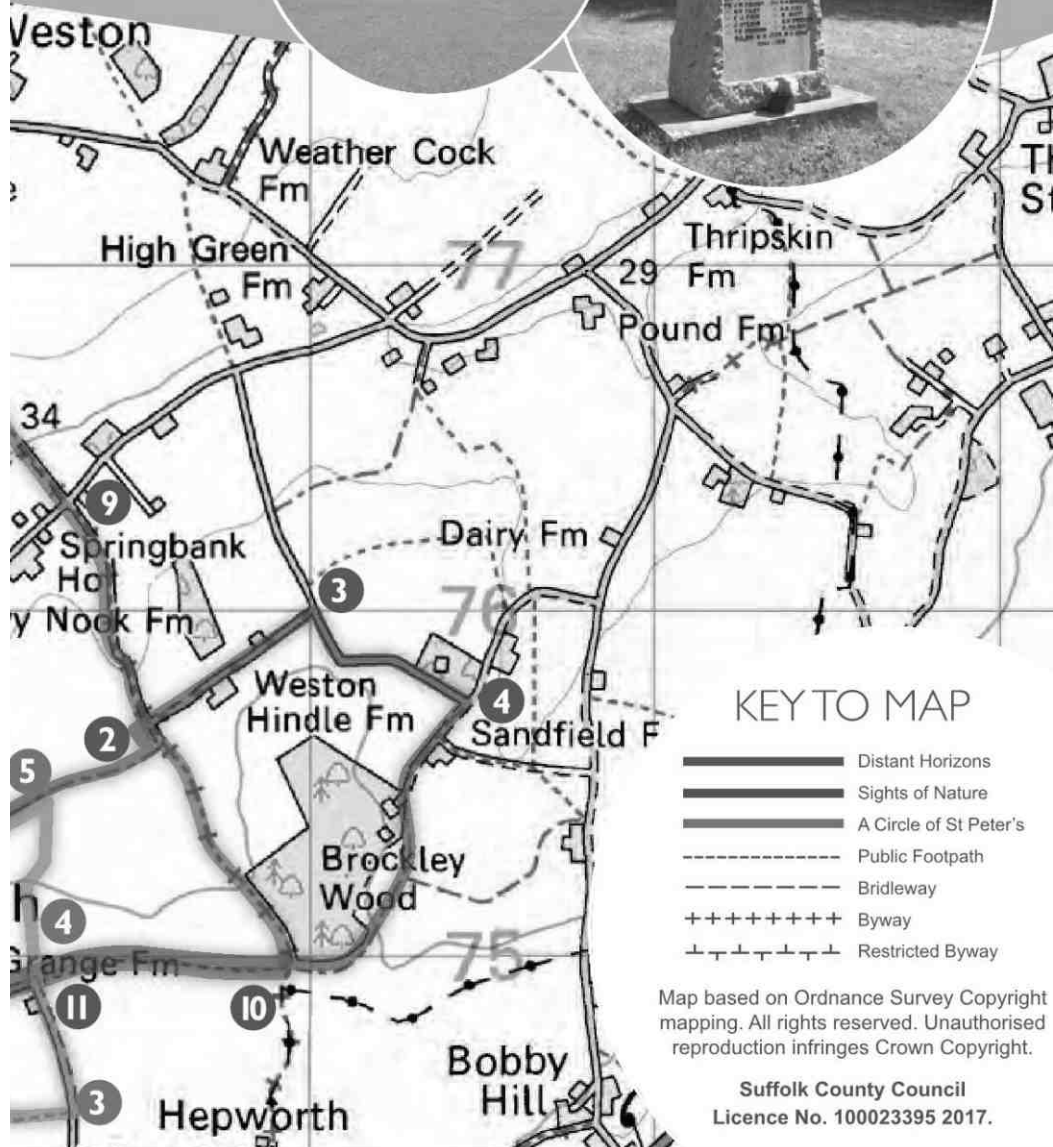 Weston
Weather Cock
Fm
High Green
Fm
77
29
Thripskin
Fm
Pound Fm
34
9
Springbank
Dairy Fm
3
76
Nook Fm
Weston
Hindle Fm
4
Sandfield F
2
5
Brockley
Wood
4
75
Grange Fm
11
10
3
Hepworth
Bobby
Hill
KEY TO MAP
Distant Horizons
Sights of Nature
A Circle of St Peter's
Public Footpath
Bridleway
Byway
Restricted Byway
Map based on Ordnance Survey Copyright
mapping. All rights reserved. Unauthorised
reproduction infringes Crown Copyright.
Suffolk County Council
Licence No. 100023395 2017.